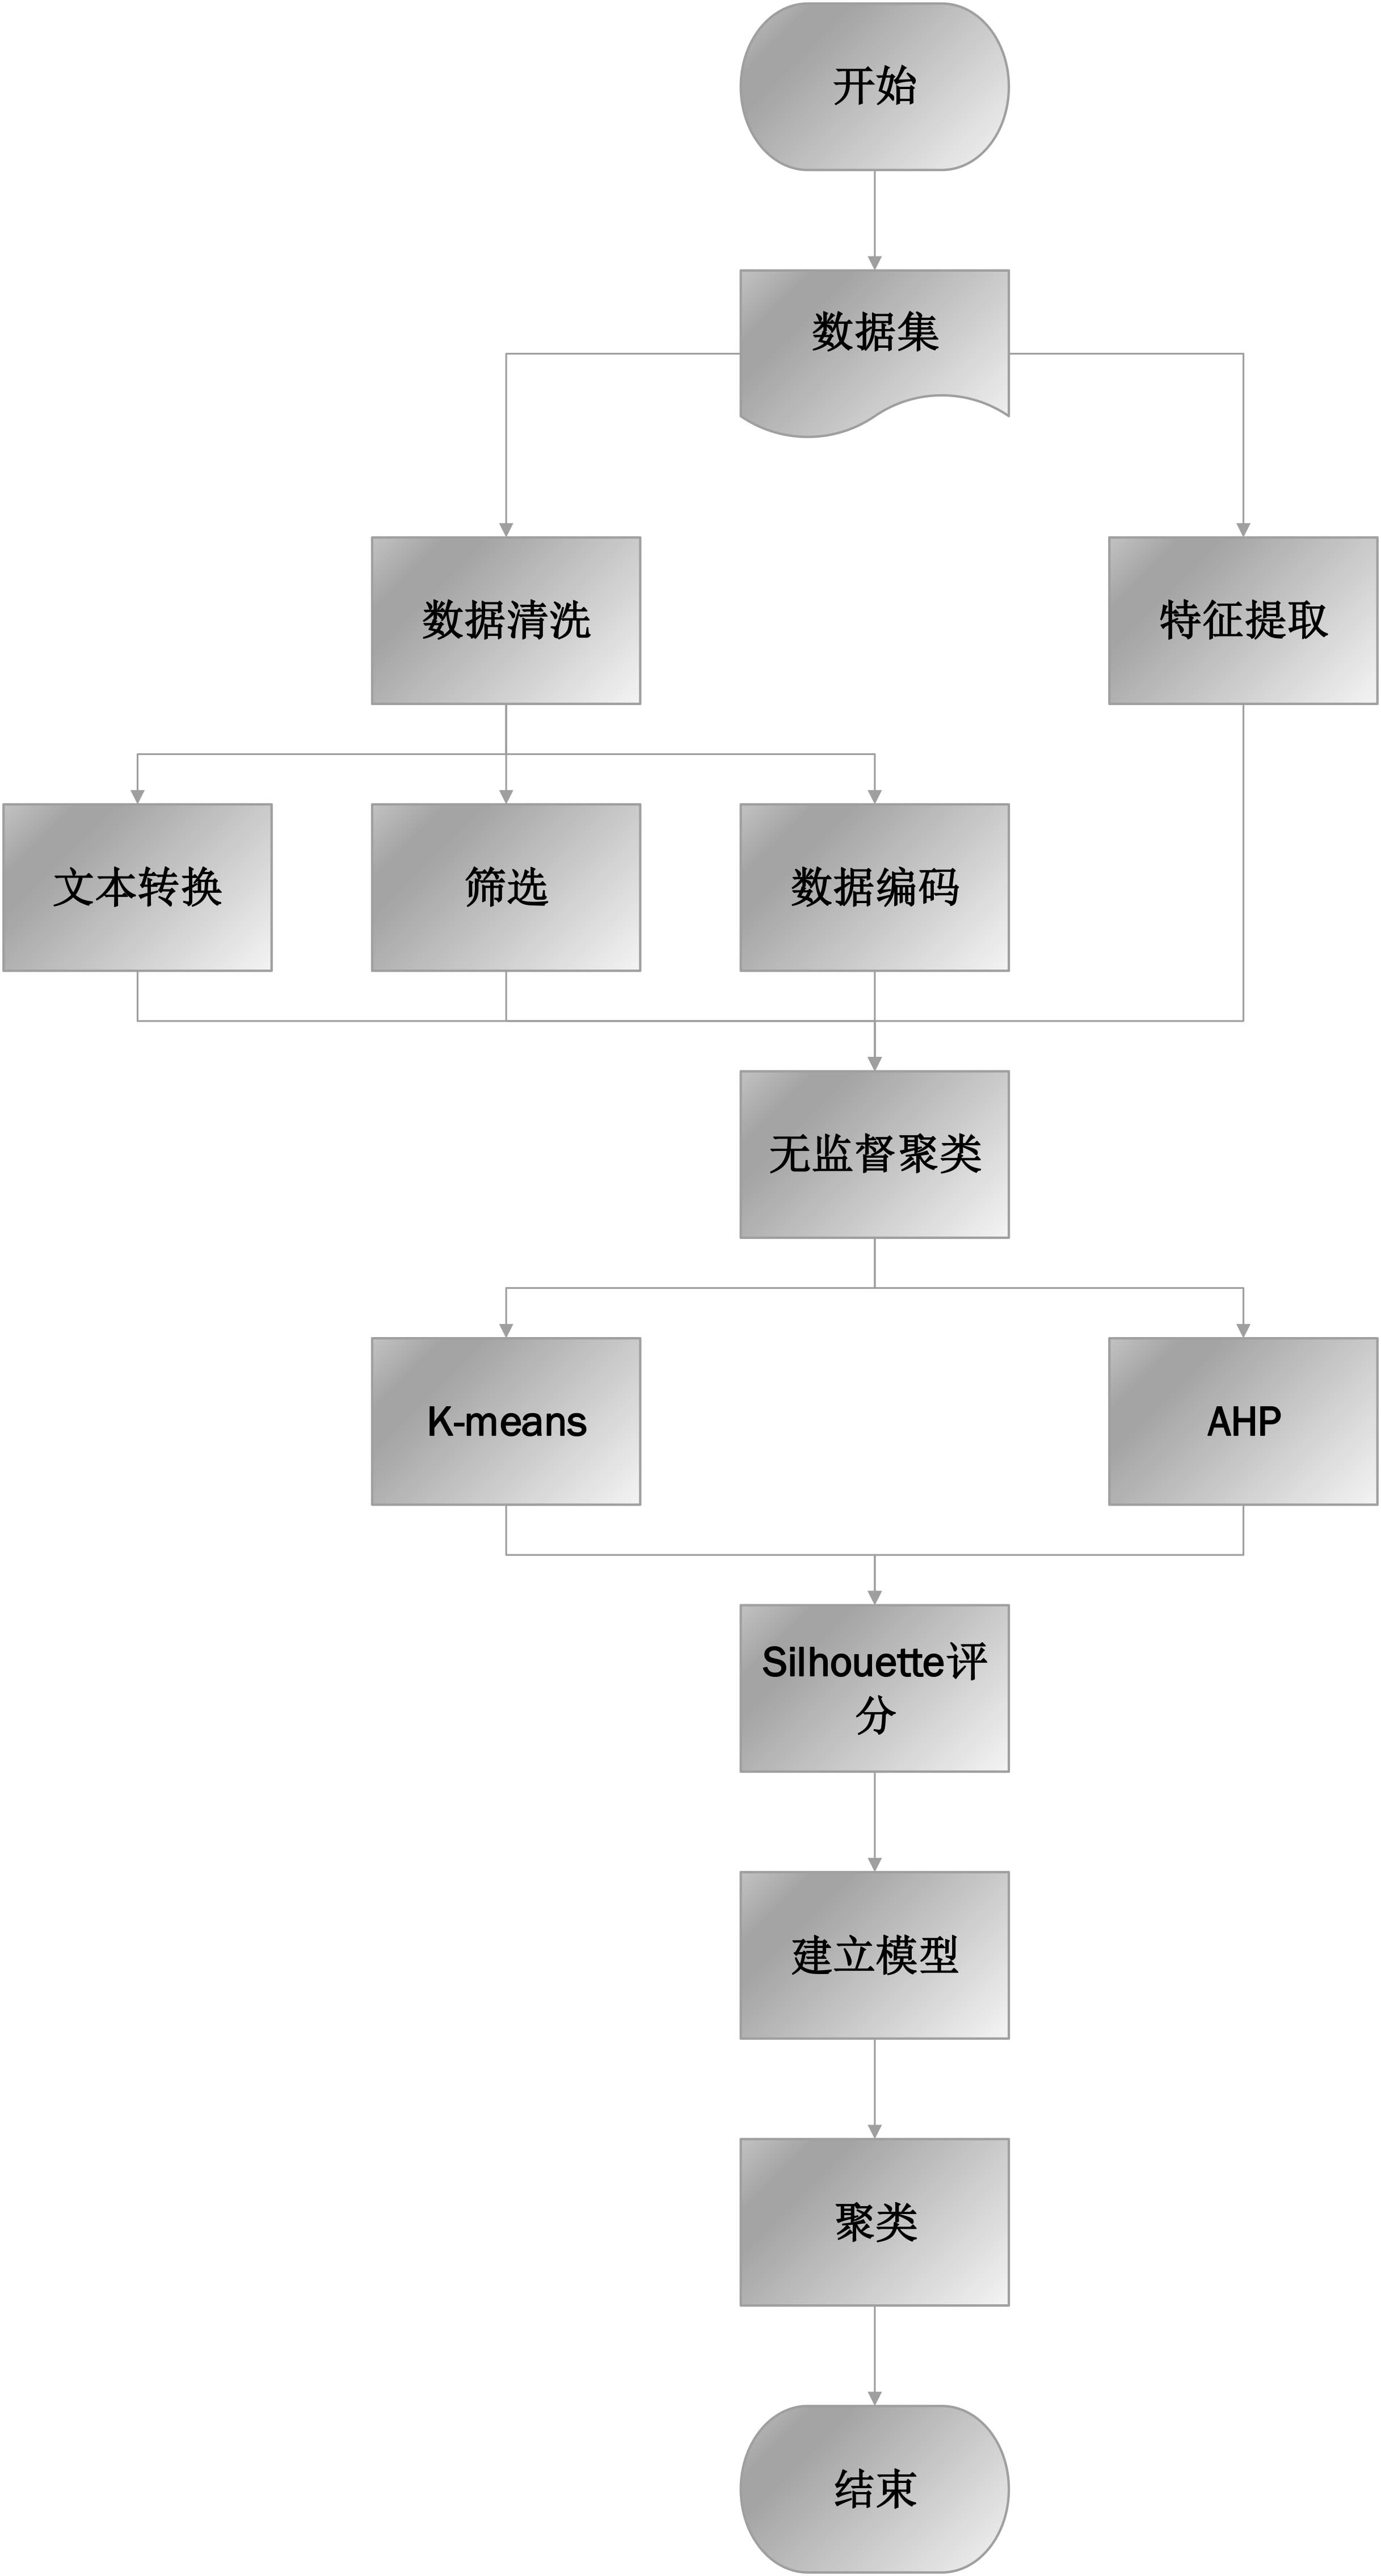 开始
数据集
数据清洗
特征提取
文本转换
筛选
数据编码
无监督聚类
K-means
AHP
Silhouette评
分
建立模型
聚类
结束